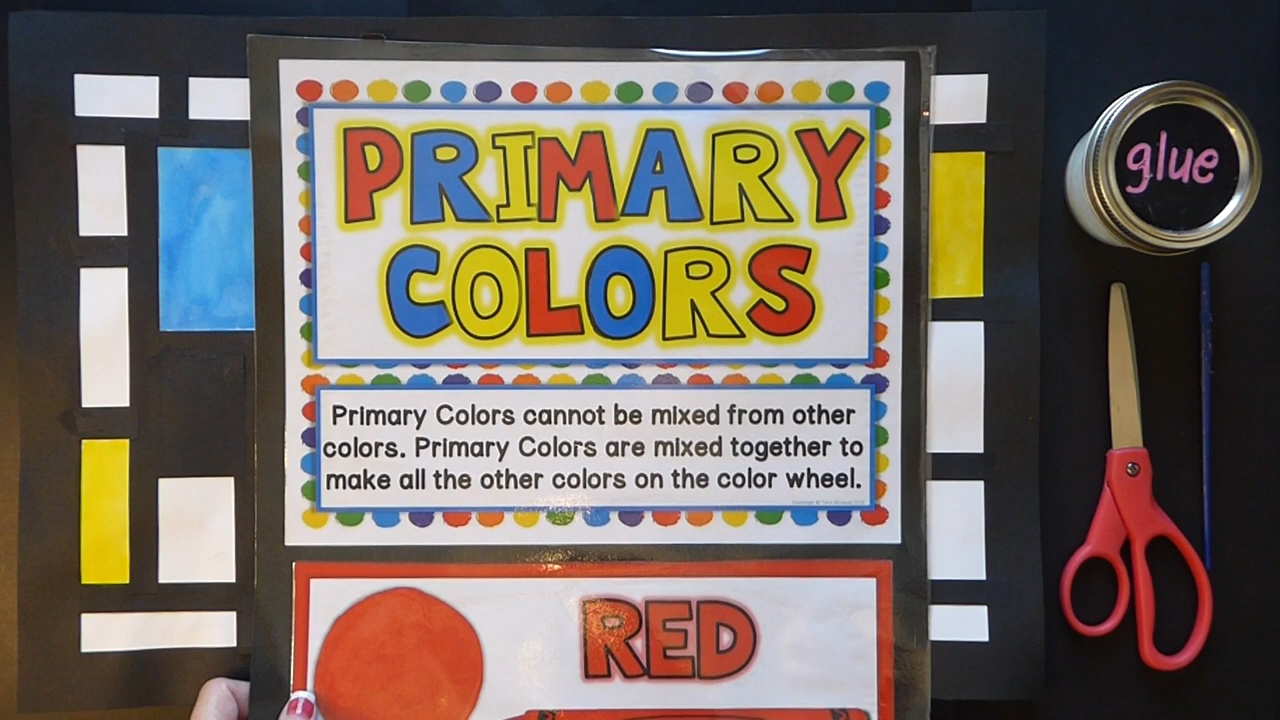 PRIMARY
COLORS
Primary Colors cannot be mixed from other
colors. Primary Colors are mixed together to
make all the other colors on the color wheel.
RED
glue